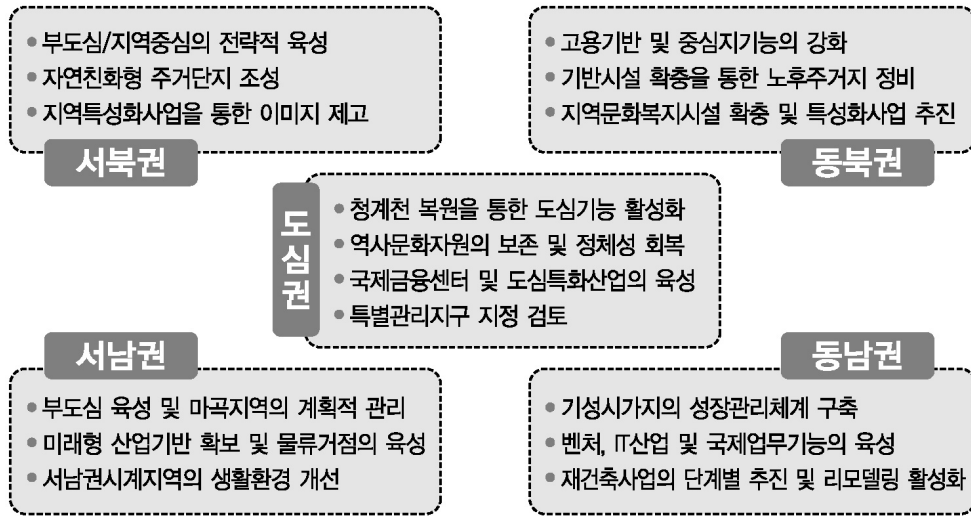 • 부도심/지역중심의 전략적 육성
• 자연친화형 주거단지 조성
• 지역특성화사업을 통한 이미지 제고
서북권
• 고용기반 및 중심지기능의 강화
• 기반시설 확충을 통한 노후주거지 정비
• 지역문화복지시설 확충 및 특성화사업 추진
동북권
도심권
• 청계천 복원을 통한 도심기능 활성화
• 역사문화자원의 보존 및 정체성 회복
• 국제금융센터 및 도심특화산업의 육성
• 특별관리지구 지정 검토
서남권
• 부도심 육성 및 마곡지역의 계획적 관리
• 미래형 산업기반 확보 및 물류거점의 육성
• 서남권시계지역의 생활환경 개선
동남권
• 기성시가지의 성장관리체계 구축
• 벤처, IT산업 및 국제업무기능의 육성
• 재건축사업의 단계별 추진 및 리모델링 활성화